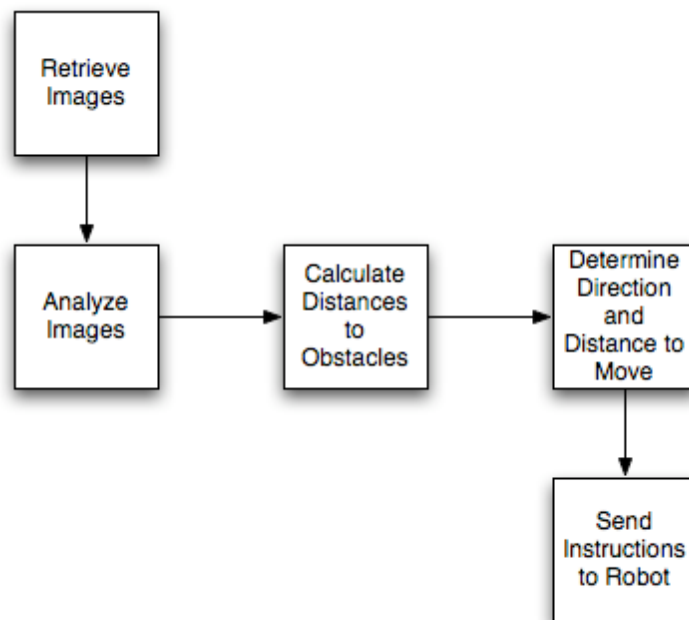 Retrieve
Images
Analyze
Images
Calculate
Distances
to
Obstacles
Determine
Direction
and
Distance to
Move
Send
Instructions
to Robot